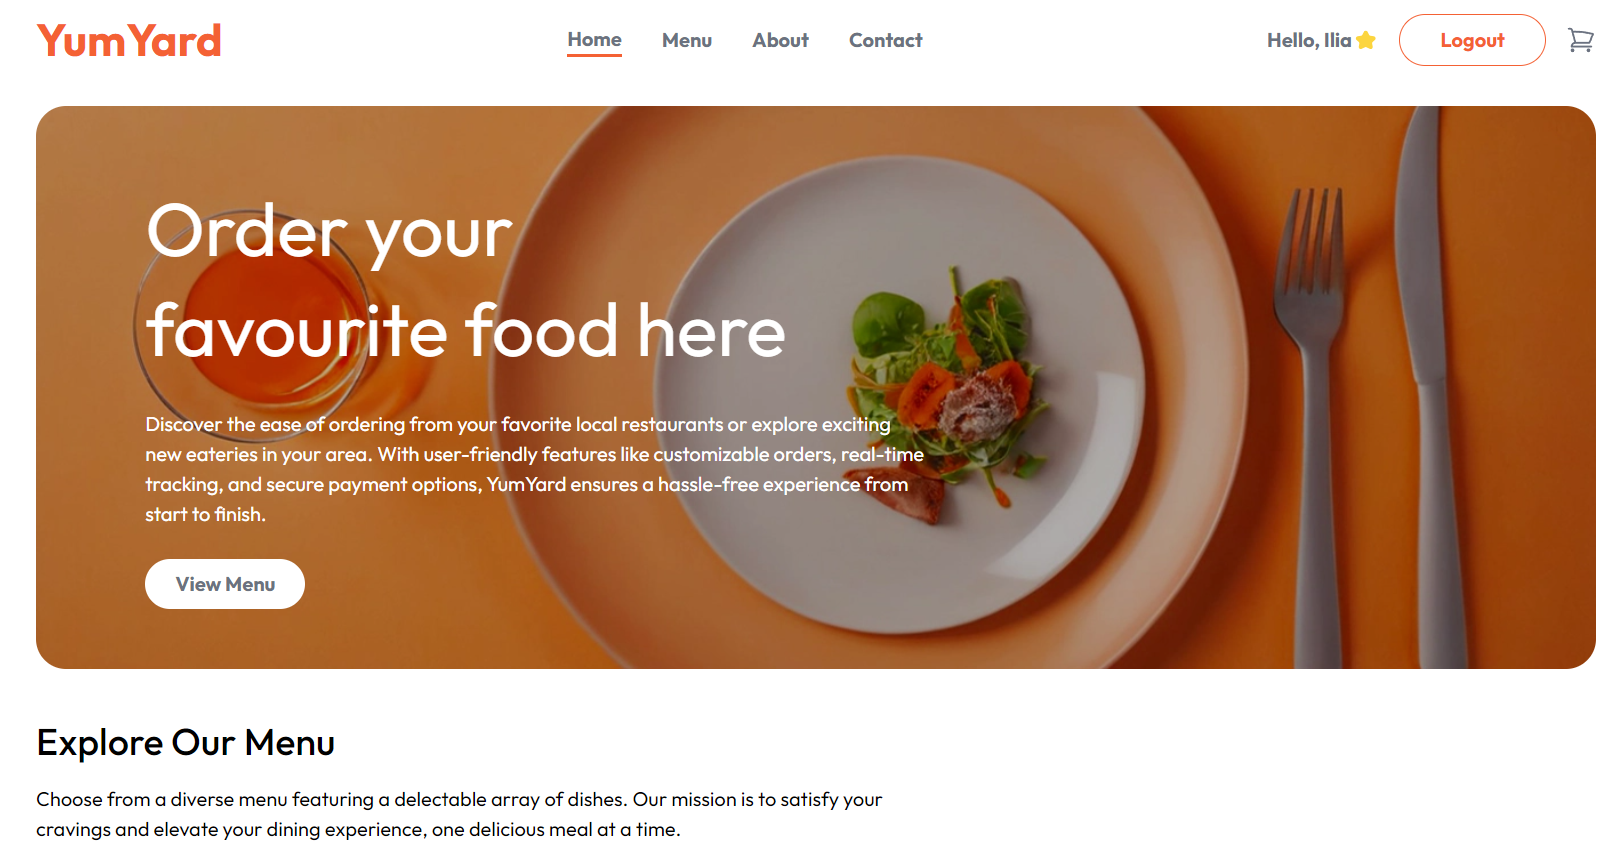 YumYard
Home Menu About Contact
Hello, Ilia⭐ Logout
Order your
favourite food here
Discover the ease of ordering from your favorite local restaurants or explore exciting
new eateries in your area. With user-friendly features like customizable orders, real-time
tracking, and secure payment options, YumYard ensures a hassle-free experience from
start to finish.
View Menu
Explore Our Menu
Choose from a diverse menu featuring a delectable array of dishes. Our mission is to satisfy your
cravings and elevate your dining experience, one delicious meal at a time.